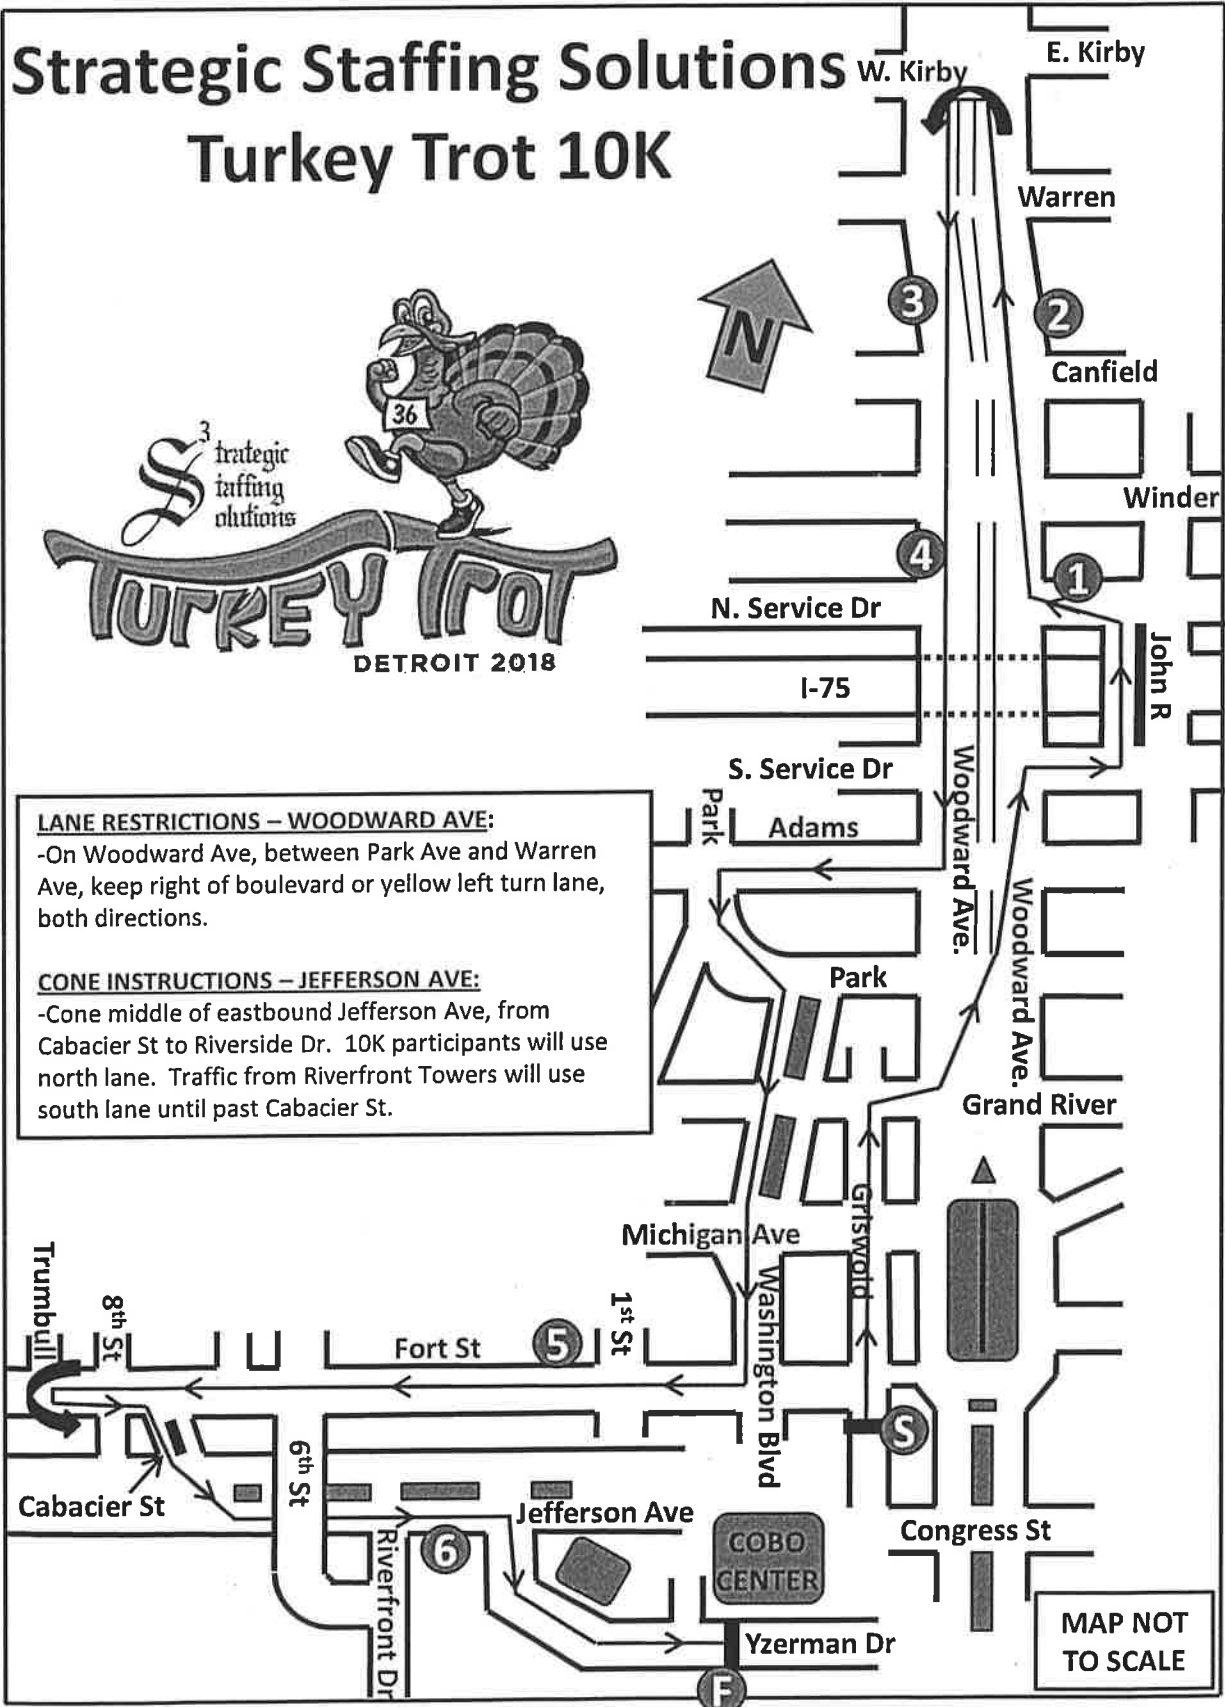 Strategic Staffing Solutions
Turkey Trot 10K
W. Kirby
E. Kirby
Warren
3
2
N
Canfield
36
S3trategic
Staffing
Solutions
TURKEY TROT
DETROIT 2018
Winder
4
1
N. Service Dr
I-75
John R
S. Service Dr
Park
Adams
Woodward Ave.
Woodward Ave.
LANE RESTRICTIONS – WOODWARD AVE:
-On Woodward Ave, between Park Ave and Warren
Ave, keep right of boulevard or yellow left turn lane,
both directions.
CONE INSTRUCTIONS – JEFFERSON AVE:
-Cone middle of eastbound Jefferson Ave, from
Cabacier St to Riverside Dr. 10K participants will use
north lane. Traffic from Riverfront Towers will use
south lane until past Cabacier St.
Park
Grand River
Griswold
Michigan Ave
Washington Blvd
Trumbull
8th St
1st St
5
Fort St
S
6th St
Cabacier St
Jefferson Ave
6
Riverfront Dr
COBO
CENTER
Congress St
Yzerman Dr
F
MAP NOT
TO SCALE